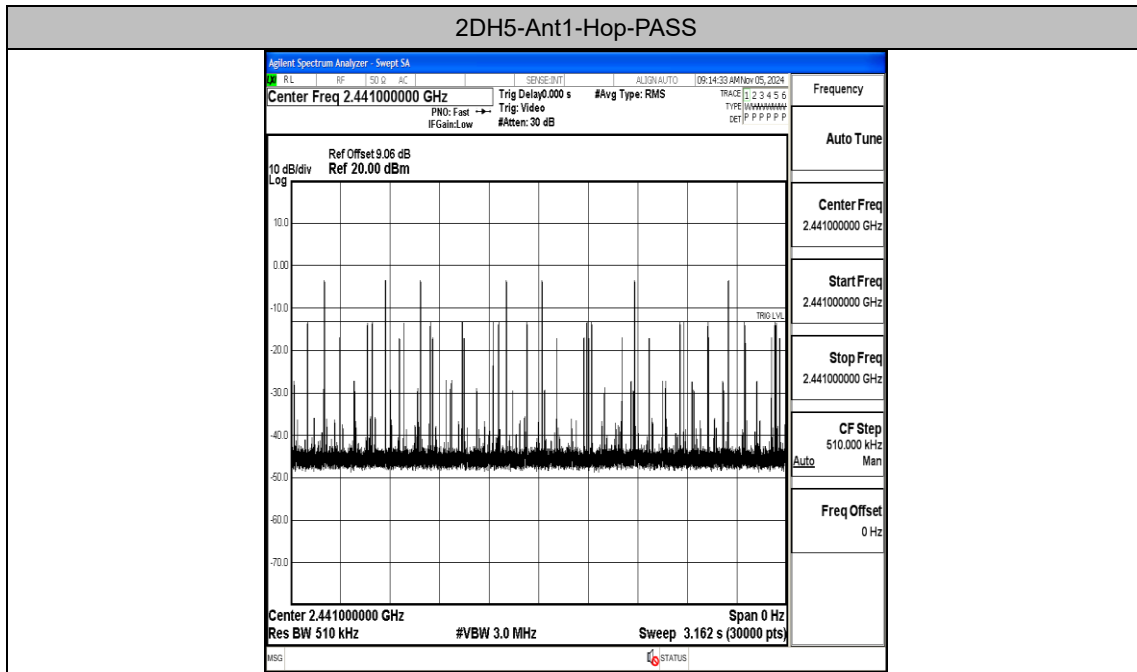 2DH5-Ant1-Hop-PASS
Agilent Spectrum Analyzer - Swept SA
RL RF 50 Ω AC SENSE:INT ALIGNAUTO 09:14:33 AM Nov 05, 2024
Center Freq 2.441000000 GHz
PNO: Fast
IFGain:Low
Trig Delay0.000 s
Trig: Video
#Atten: 30 dB
#Avg Type: RMS
TRACE 1 2 3 4 5 6
TYPE
DET P P P P P P
Ref Offset 9.06 dB
10 dB/div Ref 20.00 dBm
Log
10.0
0.00
-10.0
TRIG LVL
-20.0
-30.0
-40.0
-50.0
-60.0
-70.0
Center 2.441000000 GHz Span 0 Hz
Res BW 510 kHz #VBW 3.0 MHz Sweep 3.162 s (30000 pts)
MSG STATUS
Frequency
Auto Tune
Center Freq
2.441000000 GHz
Start Freq
2.441000000 GHz
Stop Freq
2.441000000 GHz
CF Step
510.000 kHz
Auto Man
Freq Offset
0 Hz